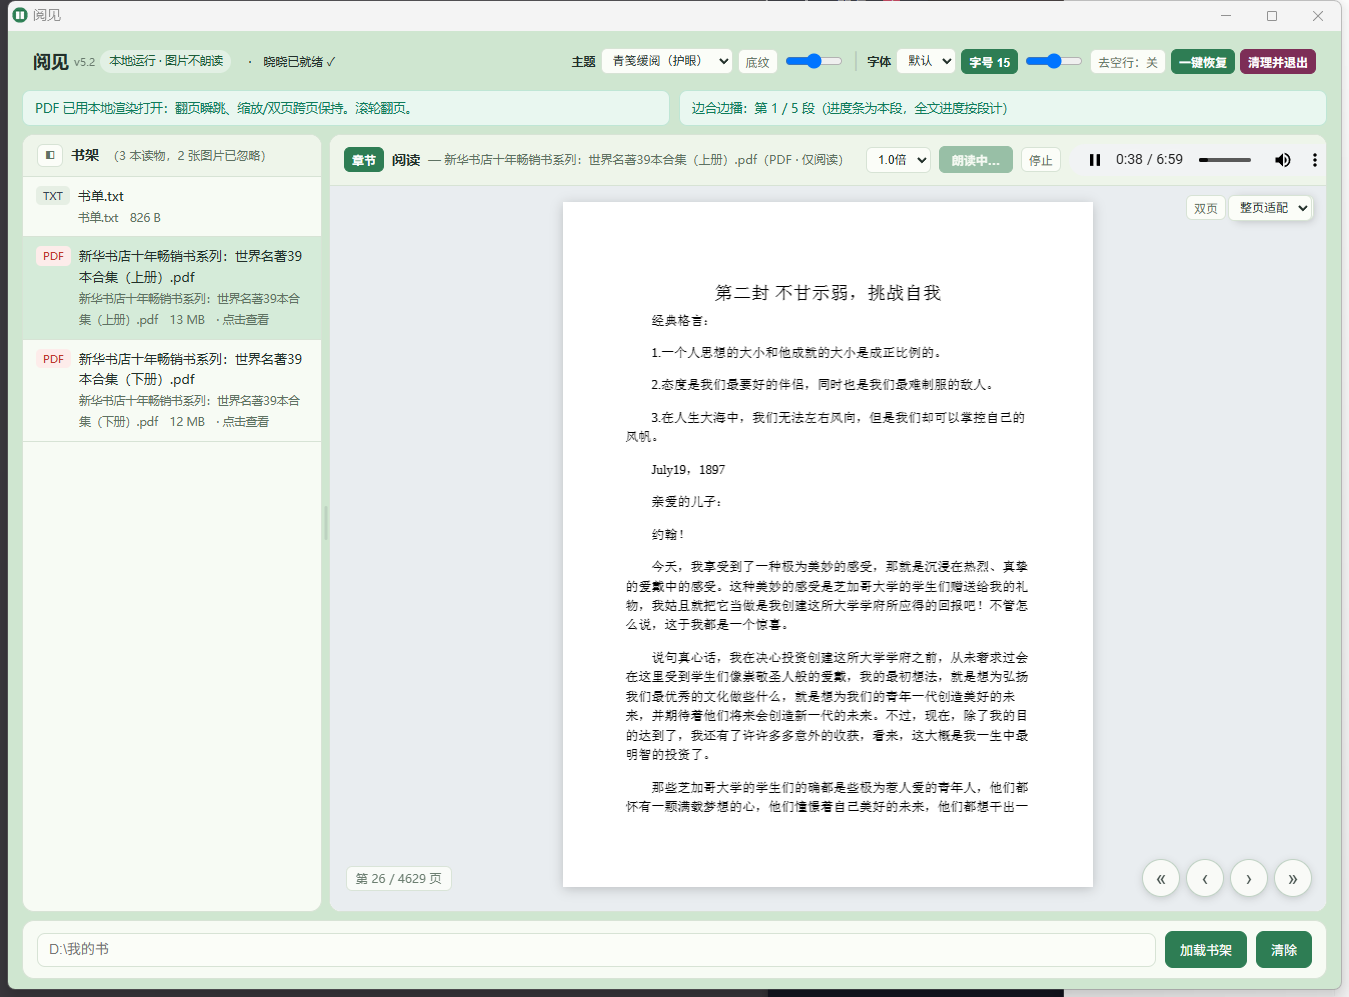 阅见
阅见 v5.2 本地运行 · 图片不朗读 · 晓晓已就绪 ✓ 主题 青笺缓阅（护眼） 底纹 字体 默认 字号 15 去空行：关 一键恢复 清理并退出
PDF 已用本地渲染打开：翻页瞬跳、缩放/双页跨页保持。滚轮翻页。
边合边播：第 1 / 5 段（进度条为本段，全文进度按段计）
书架 （3 本读物，2 张图片已忽略）
TXT 书单.txt
书单.txt 826 B
PDF 新华书店十年畅销书系列：世界名著39
本合集（上册）.pdf
新华书店十年畅销书系列：世界名著39本合
集（上册）.pdf 13 MB · 点击查看
PDF 新华书店十年畅销书系列：世界名著39
本合集（下册）.pdf
新华书店十年畅销书系列：世界名著39本合
集（下册）.pdf 12 MB · 点击查看
章节 阅读 — 新华书店十年畅销书系列：世界名著39本合集（上册）.pdf（PDF · 仅阅读） 1.0倍 朗读中... 停止 0:38 / 6:59
双页 整页适配
第二封 不甘示弱，挑战自我
经典格言：
1.一个人思想的大小和他成就的大小是成正比例的。
2.态度是我们最要好的伴侣，同时也是我们最难制服的敌人。
3.在人生大海中，我们无法左右风向，但是我们却可以掌控自己的
风帆。
July19，1897
亲爱的儿子：
约翰！
今天，我享受到了一种极为美妙的感受，那就是沉浸在热烈、真挚
的爱戴中的感受。这种美妙的感受是芝加哥大学的学生们赠送给我的礼
物，我姑且就把它当做是我创建这所大学学府所应得的回报吧！不管怎
么说，这于我都是一个惊喜。
说句真心话，我在决心投资创建这所大学学府之前，从未奢求过会
在这里受到学生们像崇敬圣人般的爱戴，我的最初想法，就是想为弘扬
我们最优秀的文化做些什么，就是想为我们的青年一代创造美好的未
来，并期待着他们将来会创造新一代的未来。不过，现在，除了我的目
的达到了，我还有了许许多多意外的收获，看来，这大概是我一生中最
明智的投资了。
那些芝加哥大学的学生们的确都是些极为惹人爱的青年人，他们都
怀有一颗满载梦想的心，他们憧憬着自己美好的未来，他们都想干出一
第 26 / 4629 页
« ‹ › »
D:\我的书 加载书架 清除